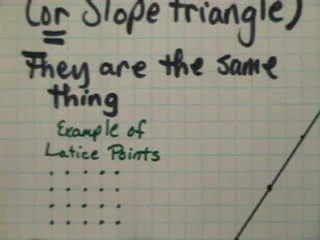 (or Slope triangle)
They are the same
thing
Example of
Latice Points